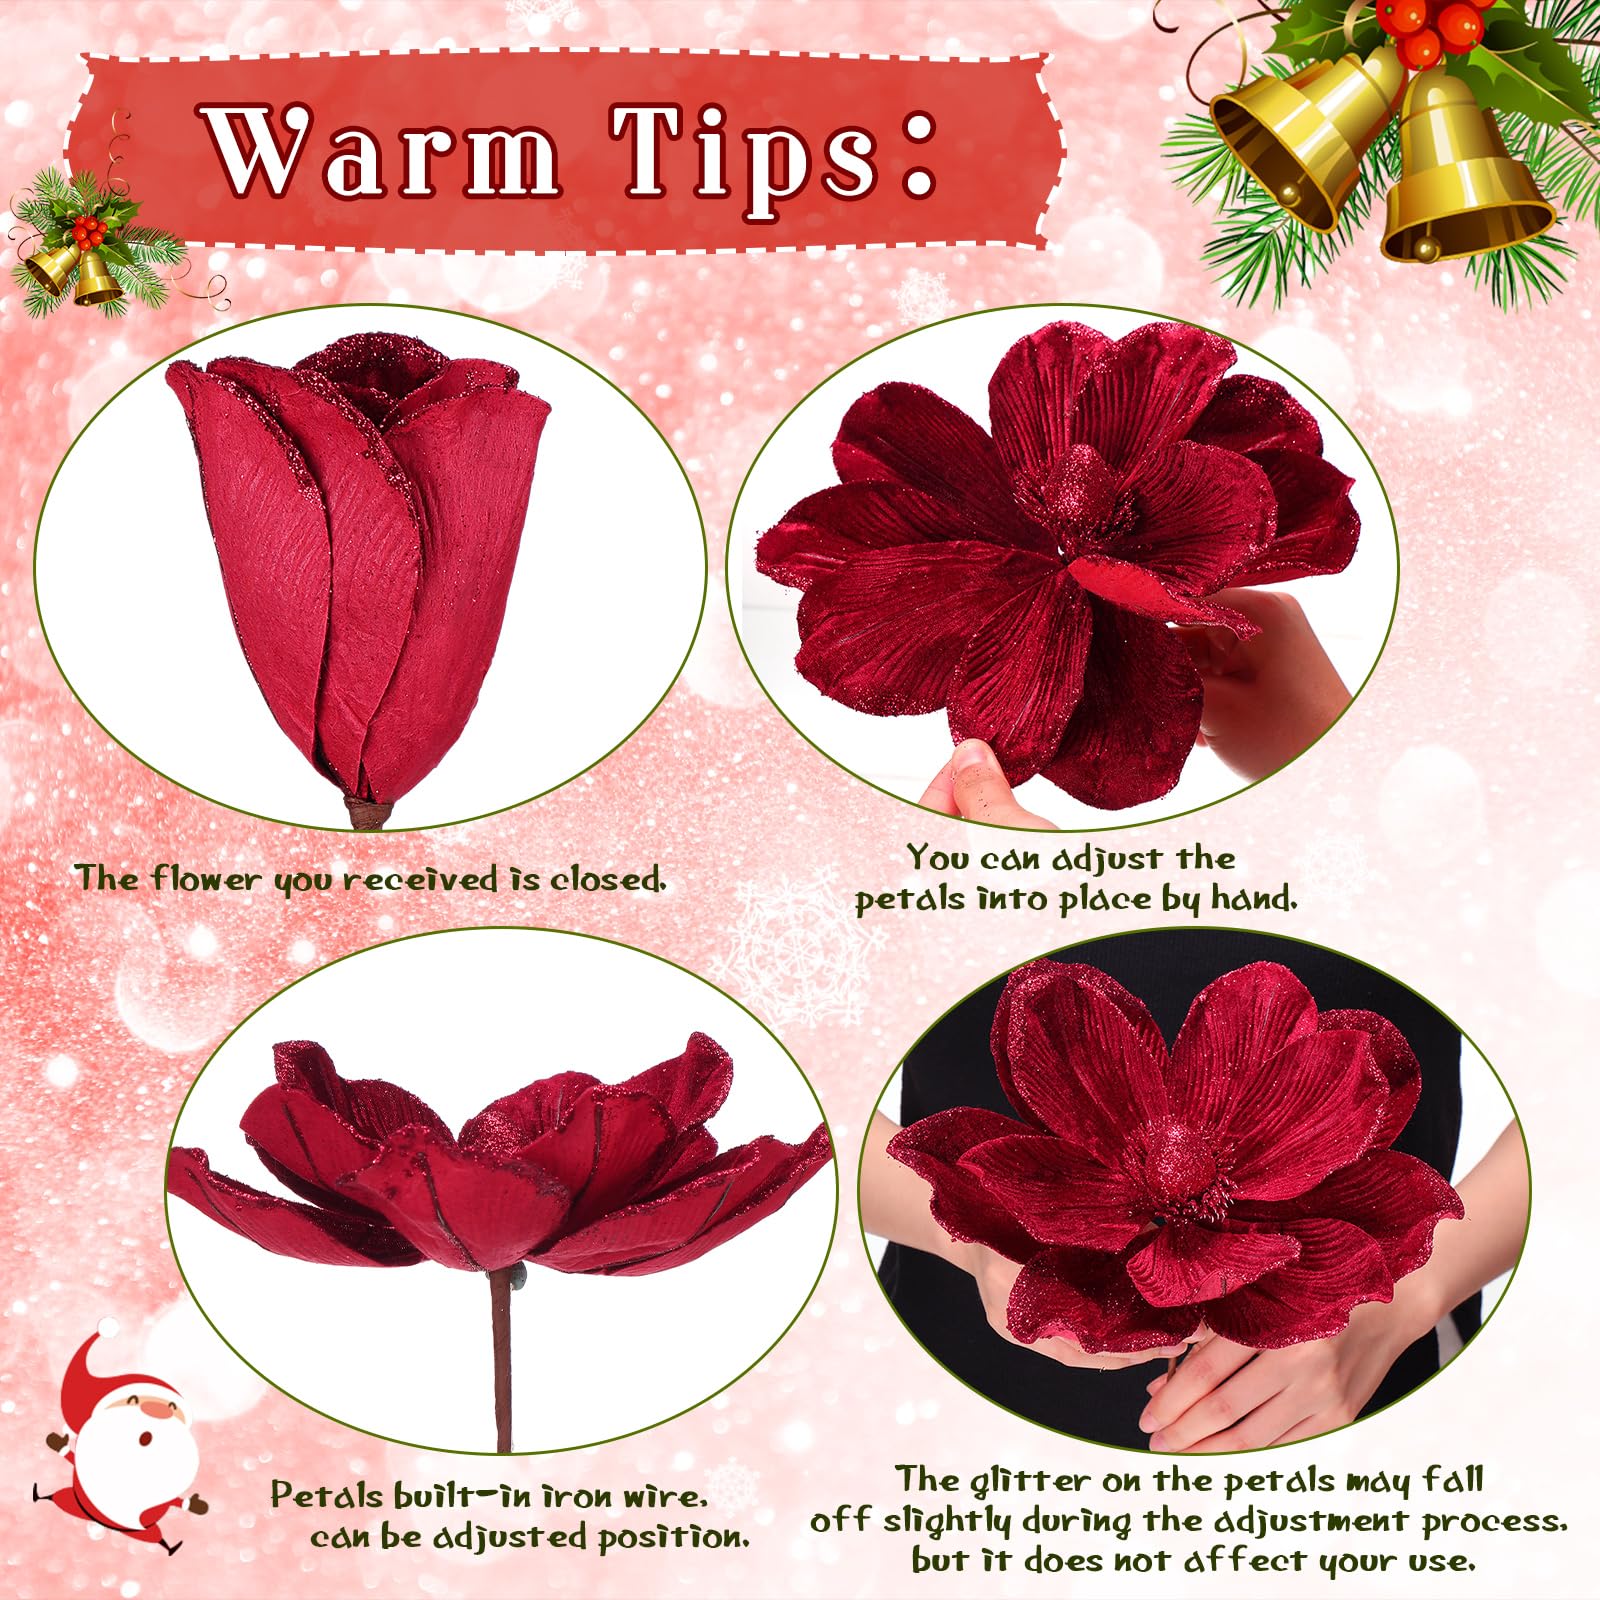 Warm Tips:
The flower you received is closed.
You can adjust the
petals into place by hand.
Petals built-in iron wire,
can be adjusted position.
The glitter on the petals may fall
off slightly during the adjustment process,
but it does not affect your use.